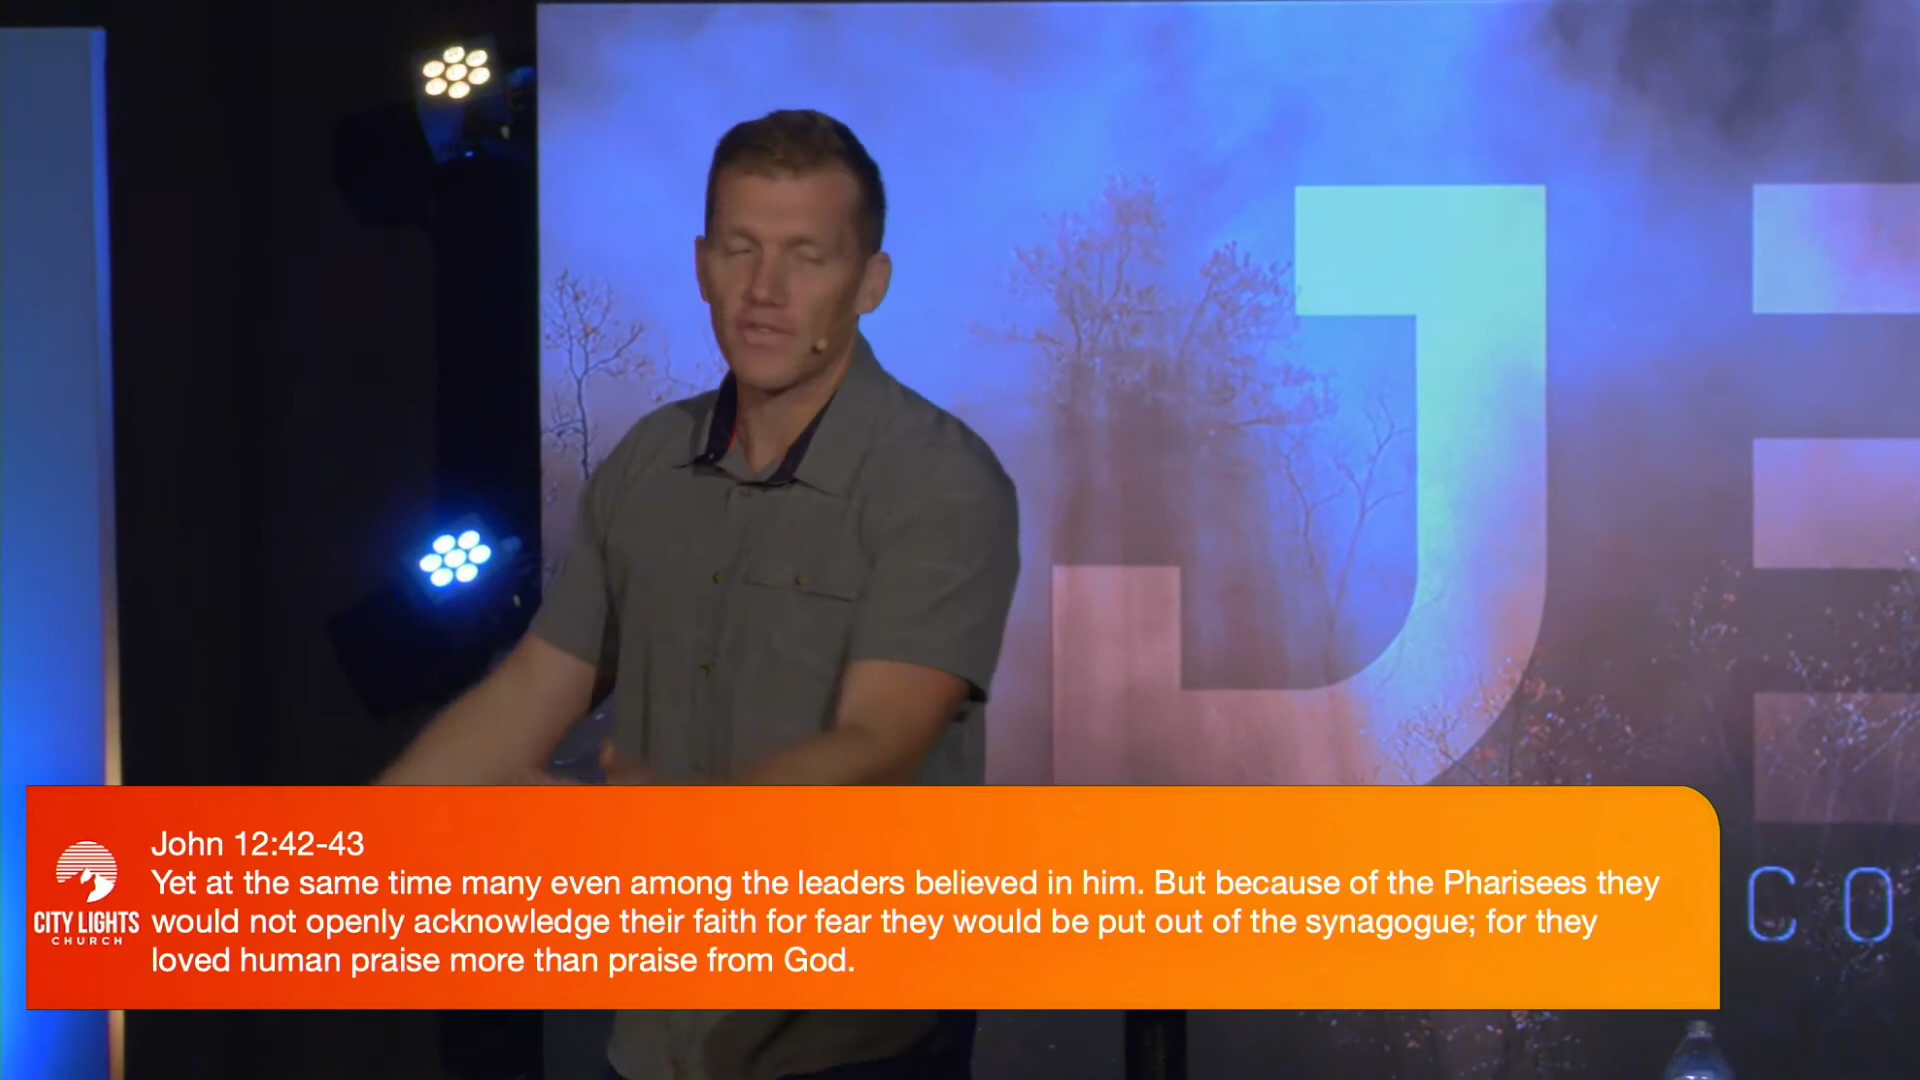 JE
CO
John 12:42-43
Yet at the same time many even among the leaders believed in him. But because of the Pharisees they
would not openly acknowledge their faith for fear they would be put out of the synagogue; for they
loved human praise more than praise from God.
CITY LIGHTS
CHURCH